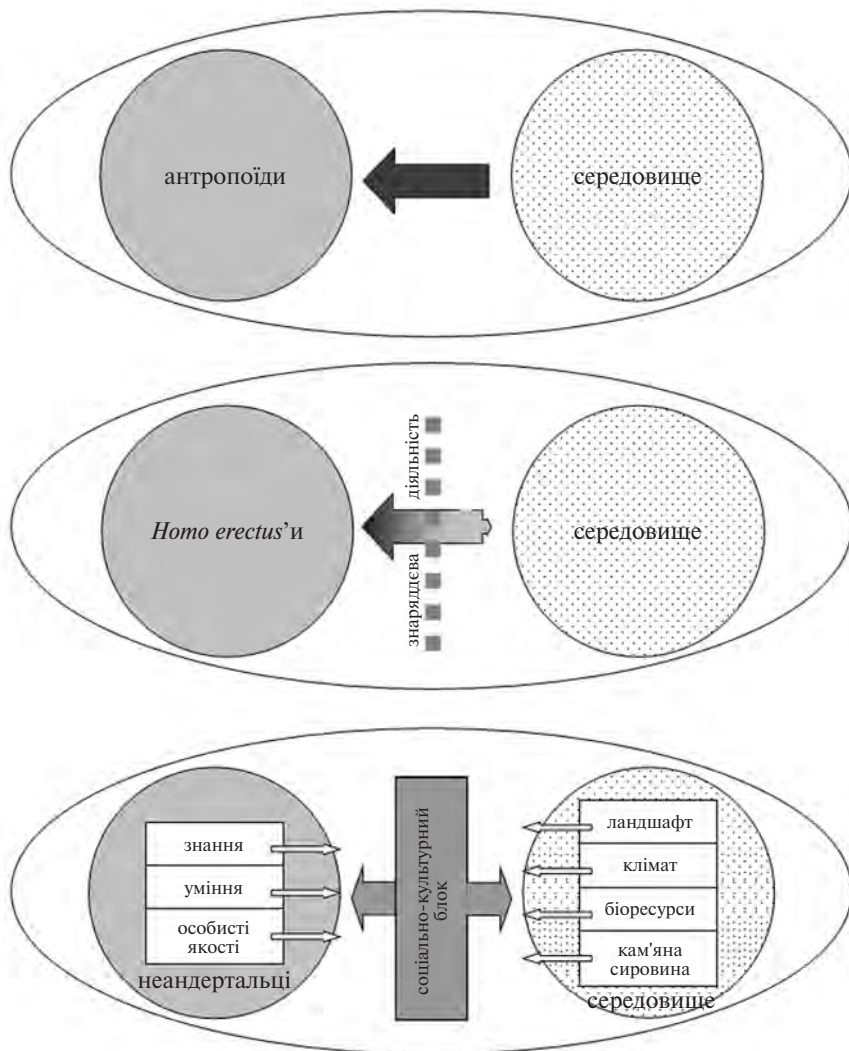 антропоїди
середовище
Homo erectus’и
знаряддєва діяльність
середовище
знання
уміння
особисті
якості
неандертальці
соціально-культурний
блок
ландшафт
клімат
біоресурси
кам'яна
сировина
середовище